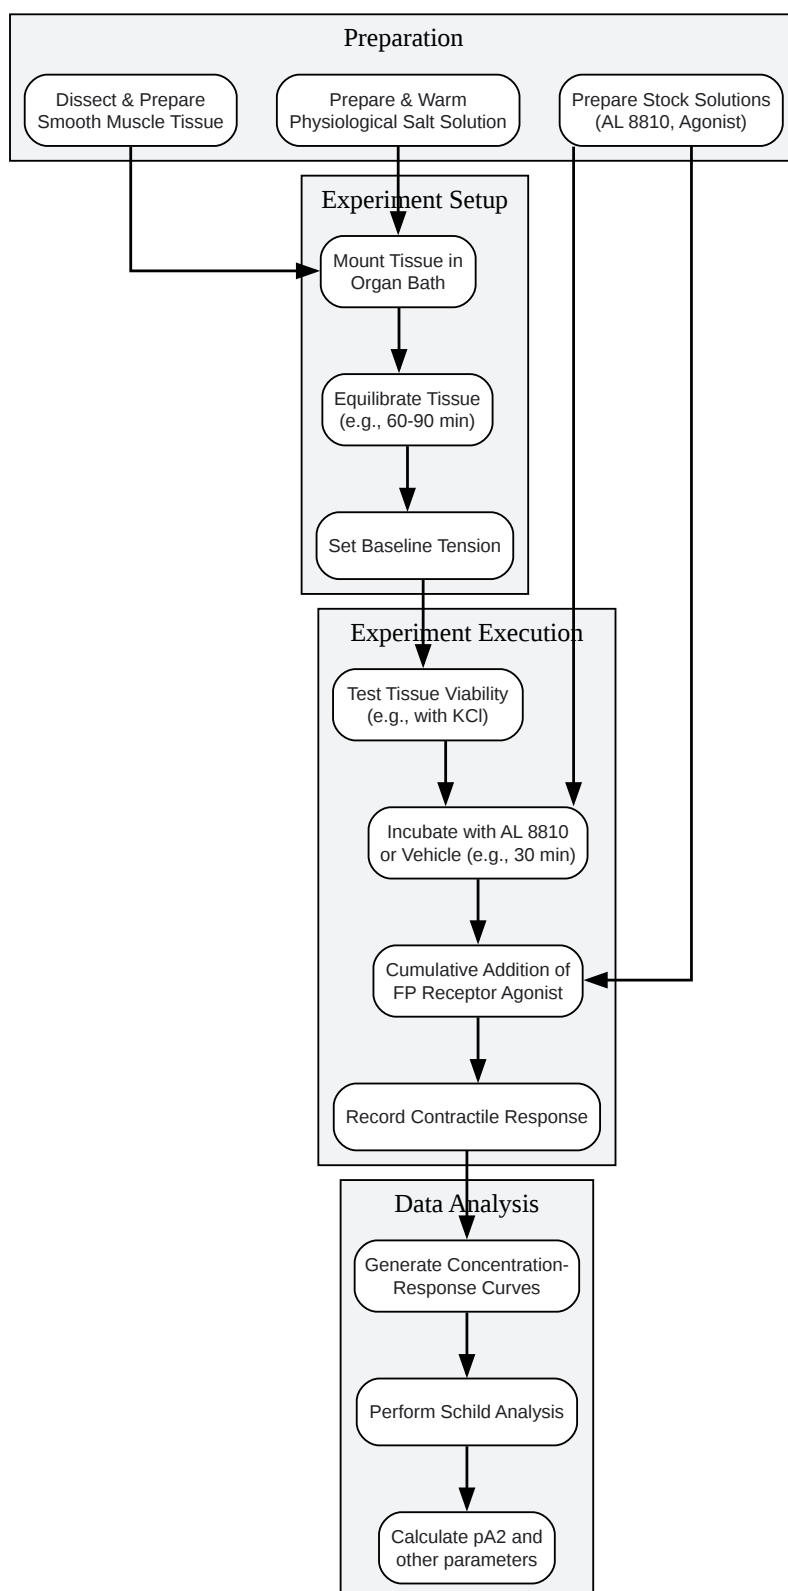 Preparation
Dissect & Prepare
Smooth Muscle Tissue
Prepare & Warm
Physiological Salt Solution
Prepare Stock Solutions
(AL 8810, Agonist)
Experiment Setup
Mount Tissue in
Organ Bath
Equilibrate Tissue
(e.g., 60-90 min)
Set Baseline Tension
Experiment Execution
Test Tissue Viability
(e.g., with KCl)
Incubate with AL 8810
or Vehicle (e.g., 30 min)
Cumulative Addition of
FP Receptor Agonist
Record Contractile Response
Data Analysis
Generate Concentration-
Response Curves
Perform Schild Analysis
Calculate pA2 and
other parameters